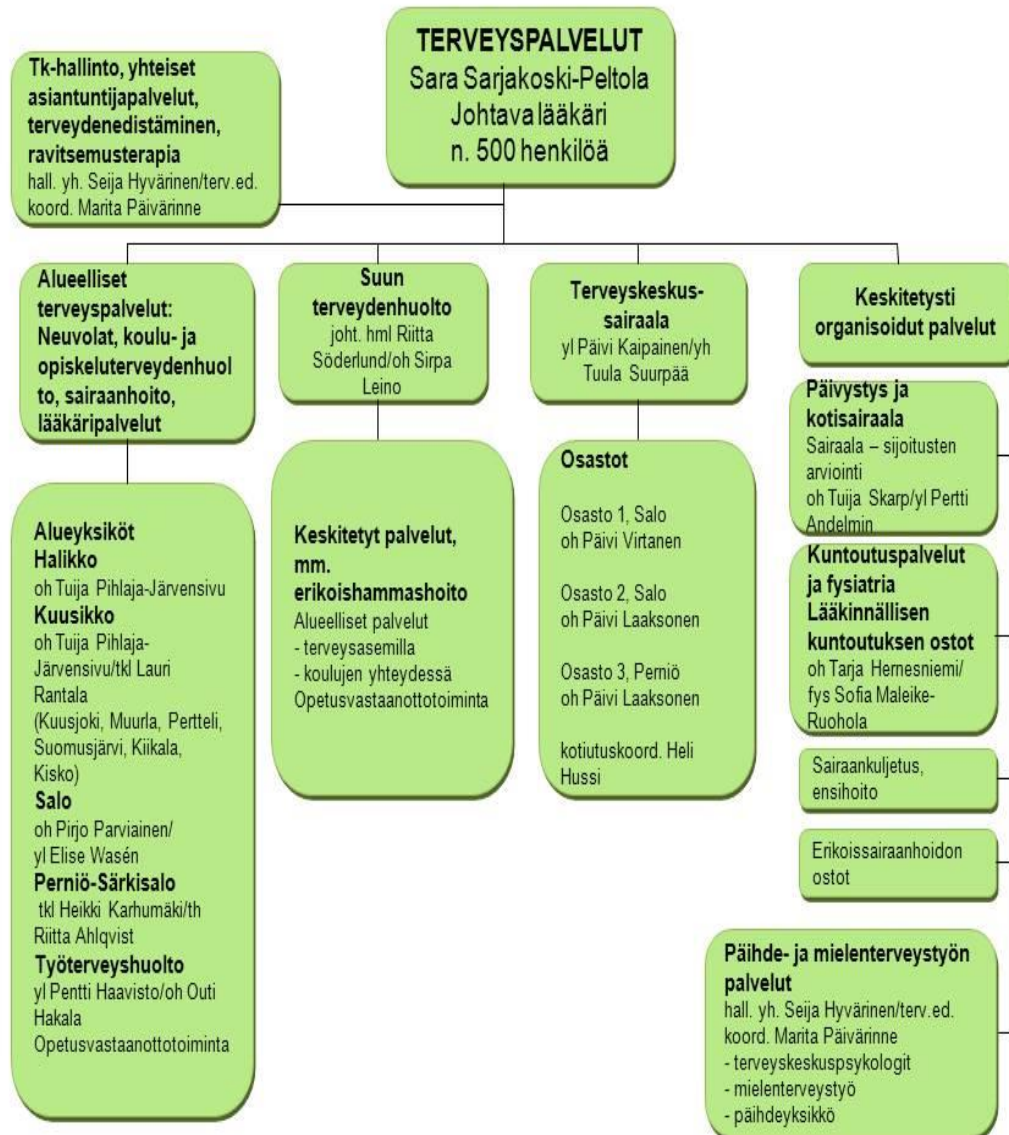 TERVEYSPALVELUT
Sara Sarjakoski-Peltola
Johtava lääkäri
n. 500 henkilöä
Tk-hallinto, yhteiset
asiantuntijapalvelut,
terveydenedistäminen,
ravitsemusterapia
hall. yh. Seija Hyvärinen/terv.ed.
koord. Marita Päivärinne
Alueelliset
terveyspalvelut:
Neuvolat, koulu- ja
opiskeluterveydenhuol
to, sairaanhoito,
lääkäripalvelut
Alueyksiköt
Halikko
oh Tuija Pihlaja-Järvensivu
Kuusikko
oh Tuija Pihlaja-
Järvensivu/tkl Lauri
Rantala
(Kuusjoki, Muurla, Pertteli,
Suomusjärvi, Kiikala,
Kisko)
Salo
oh Pirjo Parviainen/
yl Elise Wasén
Perniö-Särkisalo
tkl Heikki Karhumäki/th
Riitta Ahlqvist
Työterveyshuolto
yl Pentti Haavisto/oh Outi
Hakala
Opetusvastaanottotoiminta
Suun
terveydenhuolto
joht. hml Riitta
Söderlund/oh Sirpa
Leino
Keskitetyt palvelut,
mm.
erikoishammashoito
Alueelliset palvelut
- terveysasemilla
- koulujen yhteydessä
Opetusvastaanottotoiminta
Terveyskeskus-
sairaala
yl Päivi Kaipainen/yh
Tuula Suurpää
Osastot
Osasto 1, Salo
oh Päivi Virtanen
Osasto 2, Salo
oh Päivi Laaksonen
Osasto 3, Perniö
oh Päivi Laaksonen
kotiutuskoord. Heli
Hussi
Keskitetysti
organisoidut palvelut
Päivystys ja
kotisairaala
Sairaala – sijoitusten
arviointi
oh Tuija Skarp/yl Pertti
Andelmin
Kuntoutuspalvelut
ja fysiatria
Lääkinnällisen
kuntoutuksen ostot
oh Tarja Hernesniemi/
fys Sofia Maleike-
Ruohola
Sairaankuljetus,
ensihoito
Erikoissairaanhoidon
ostot
Päihde- ja mielenterveystyön
palvelut
hall. yh. Seija Hyvärinen/terv.ed.
koord. Marita Päivärinne
- terveyskeskuspsykologit
- mielenterveystyö
- päihdeyksikkö